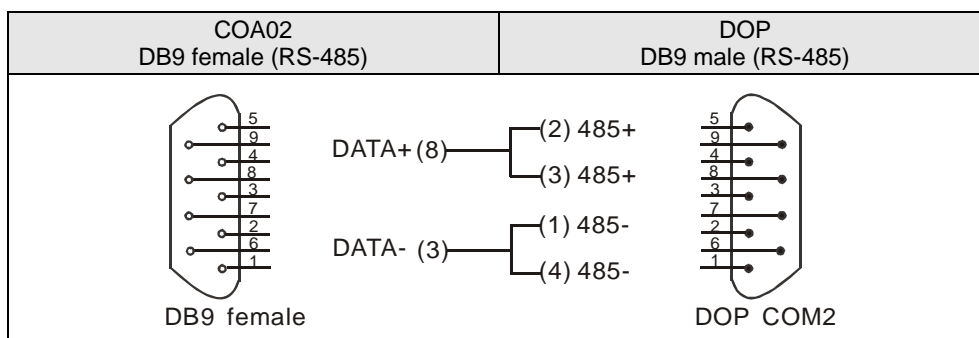 COA02
DB9 female (RS-485)
DOP
DB9 male (RS-485)
5
9
4
8
3
7
2
6
1
DB9 female
DATA+ (8)
(2) 485+
(3) 485+
DATA- (3)
(1) 485-
(4) 485-
5
9
4
8
3
7
2
6
1
DOP COM2